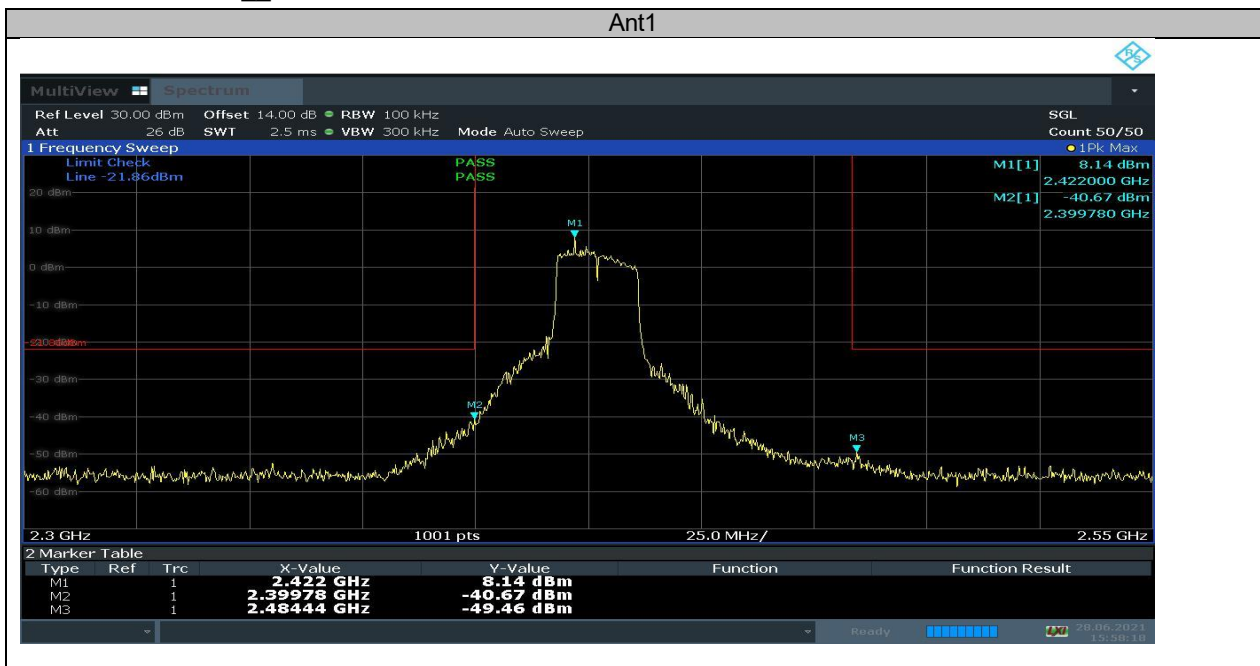 Ant1
R&S
MultiView Spectrum
Ref Level 30.00 dBm Offset 14.00 dB RBW 100 kHz SGL
Att 26 dB SWT 2.5 ms VBW 300 kHz Mode Auto Sweep Count 50/50
1 Frequency Sweep 1Pk Max
Limit Check PASS M1[1] 8.14 dBm
Line -21.86dBm PASS 2.422000 GHz
20 dBm M2[1] -40.67 dBm
2.399780 GHz
M1
10 dBm
0 dBm
-10 dBm
-30 dBm
M2
-40 dBm
M3
-50 dBm
-60 dBm
2.3 GHz 1001 pts 25.0 MHz/ 2.55 GHz
2 Marker Table
Type Ref Trc X-Value Y-Value Function Function Result
M1 1 2.422 GHz 8.14 dBm
M2 1 2.39978 GHz -40.67 dBm
M3 1 2.48444 GHz -49.46 dBm
Ready 28.06.2021
15:58:18